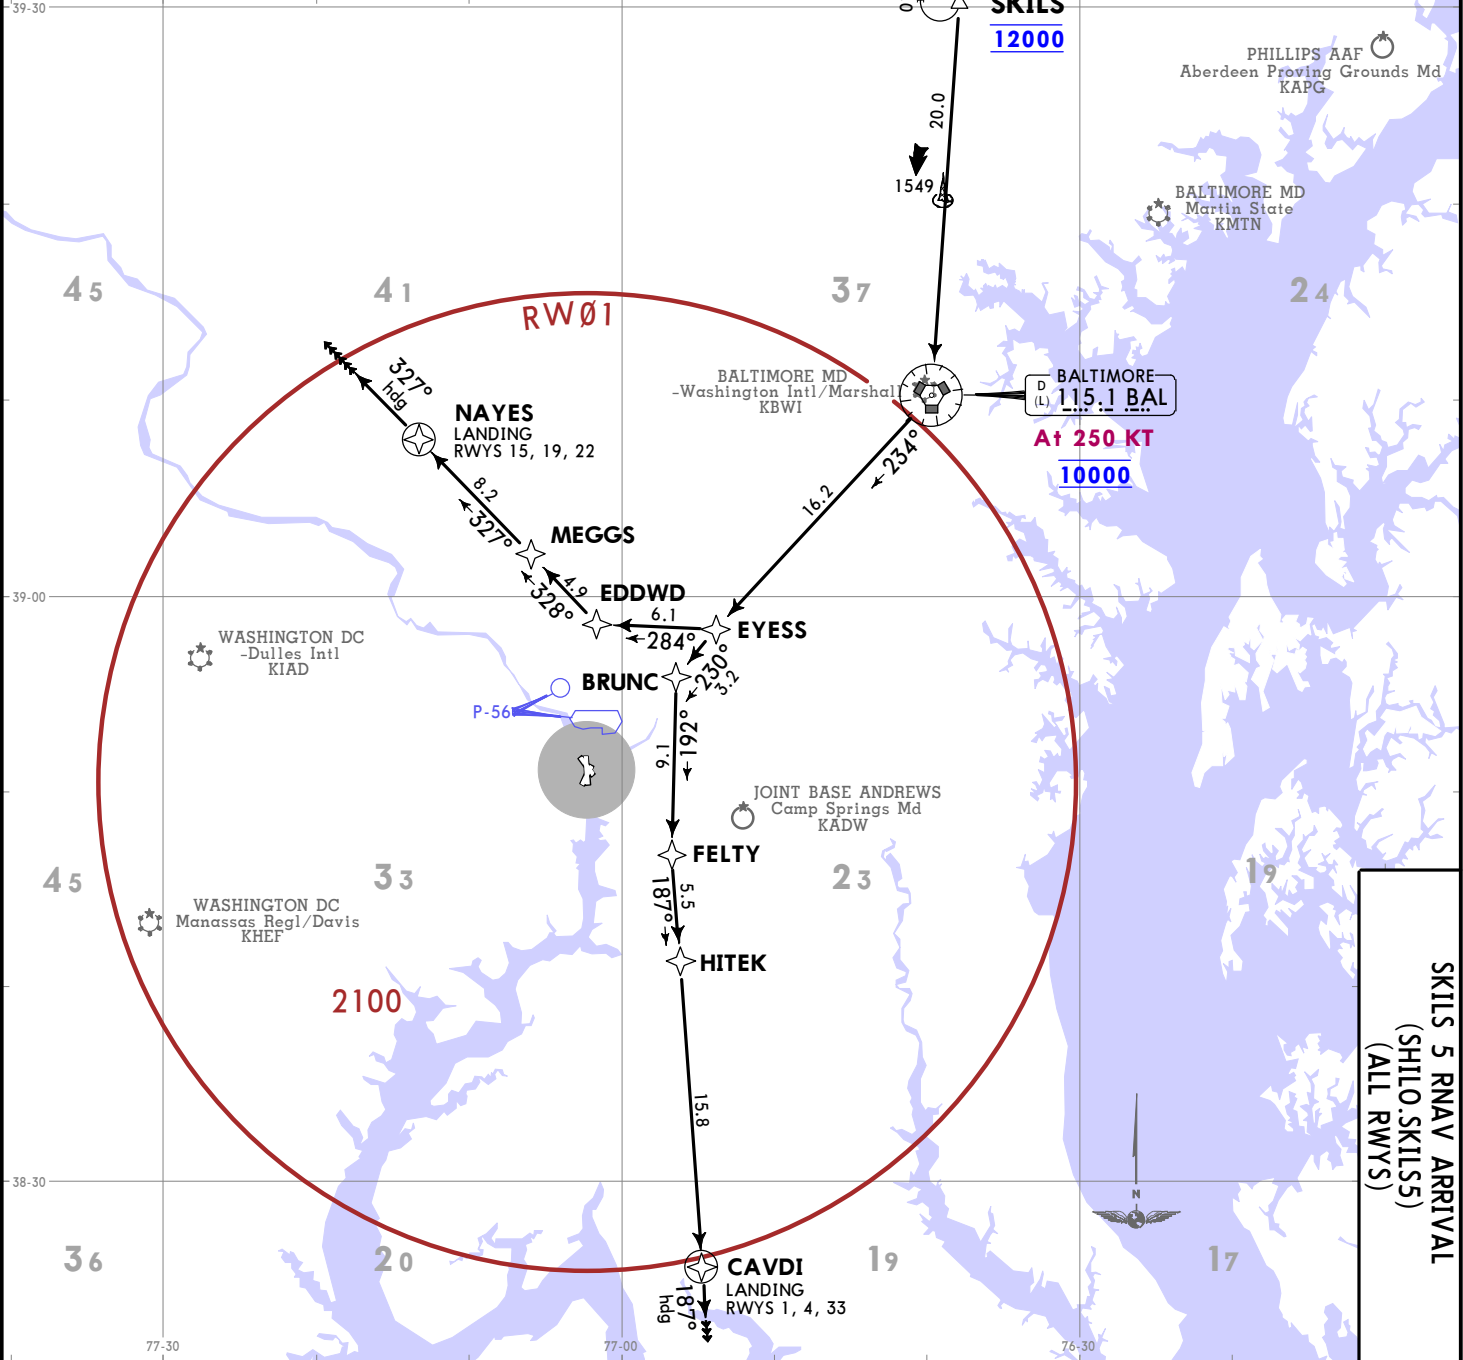 39-30
0
SKILS
12000
PHILLIPS AAF
Aberdeen Proving Grounds Md
KAPG
20.0
1549
BALTIMORE MD
Martin State
KMTN
45
41
37
24
RWØ1
327°
hdg
NAYES
LANDING
RWYS 15, 19, 22
BALTIMORE MD
-Washington Intl/Marshall
KBWI
D
(L)
BALTIMORE
115.1 BAL
At 250 KT
10000
234°
16.2
8.2
327°
MEGGS
4.9
328°
EDDWD
39-00
6.1
284°
EYESS
230°
3.2
BRUNC
WASHINGTON DC
-Dulles Intl
KIAD
P-56
192°
9.1
JOINT BASE ANDREWS
Camp Springs Md
KADW
FELTY
45
33
23
19
187°
5.5
WASHINGTON DC
Manassas Regl/Davis
KHEF
HITEK
2100
15.8
SKILS 5 RNAV ARRIVAL
(SHILO.SKILS5)
(ALL RWYS)
38-30
N
36
20
19
17
CAVDI
LANDING
RWYS 1, 4, 33
187°
hdg
77-30
77-00
76-30